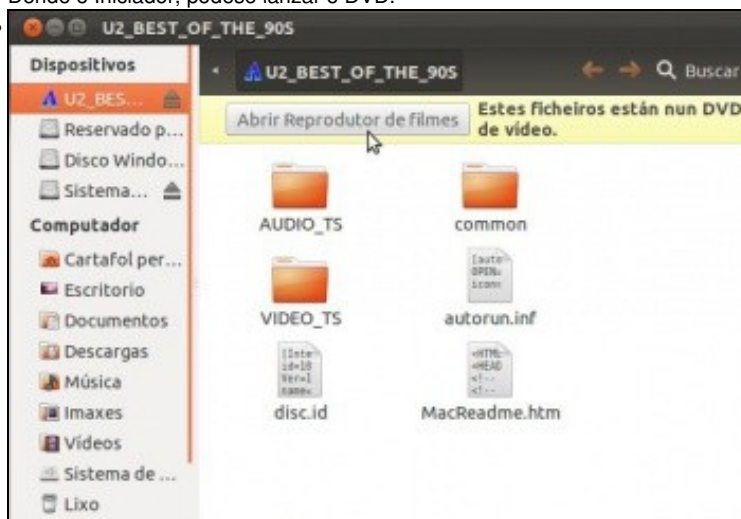 Dende o Iniciador, pódese lanzar o DVD.
U2_BEST_OF_THE_90S
Dispositivos
U2_BES...
Reservado p...
Disco Windo...
Sistema...
Computador
Cartafol per...
Escritorio
Documentos
Descargas
Música
Imaxes
Vídeos
Sistema de ...
Lixo
U2_BEST_OF_THE_90S
Buscar
Abrir Reprodutor de filmes
Estes ficheiros están nun DVD
de vídeo.
AUDIO_TS
common
VIDEO_TS
autorun.inf
disc.id
MacReadme.htm